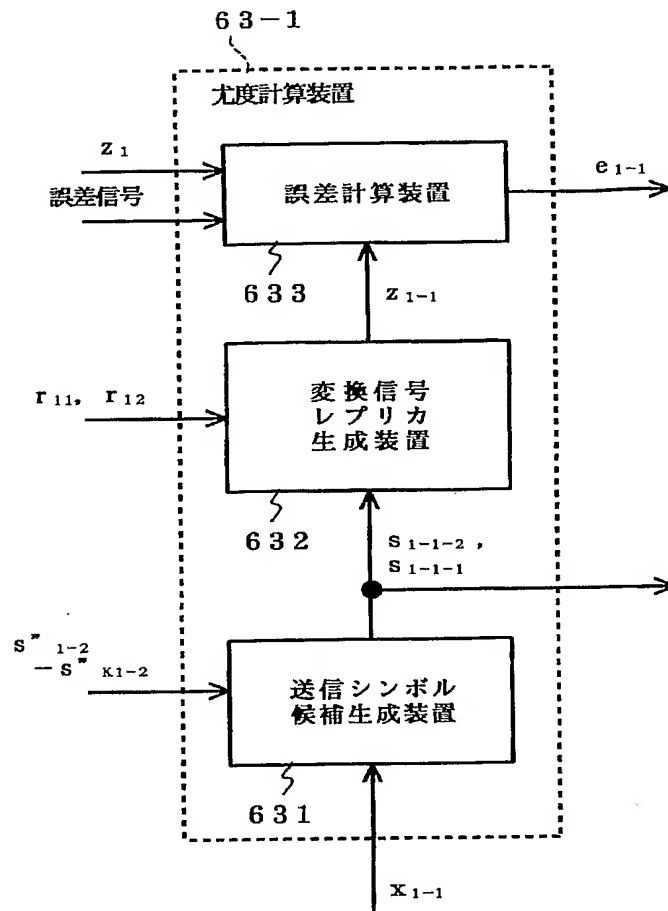 63-1
尤度計算装置
z₁
誤差信号
誤差計算装置
e₁₋₁
633
z₁₋₁
r₁₁, r₁₂
変換信号
レプリカ
生成装置
632
s₁₋₁₋₂,
s₁₋₁₋₁
s"₁₋₂
－s"K1-2
送信シンボル
候補生成装置
631
x₁₋₁